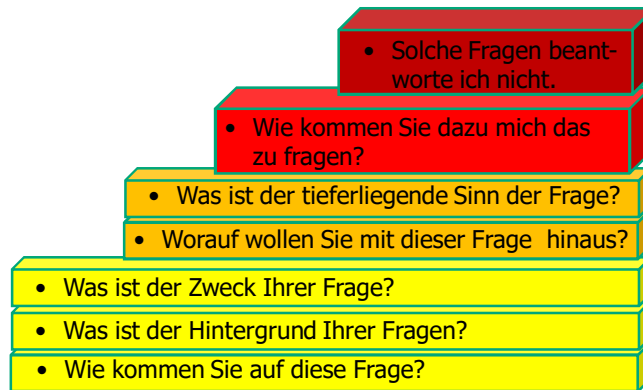 • Solche Fragen beant-
worte ich nicht.
• Wie kommen Sie dazu mich das
zu fragen?
• Was ist der tieferliegende Sinn der Frage?
• Worauf wollen Sie mit dieser Frage hinaus?
• Was ist der Zweck Ihrer Frage?
• Was ist der Hintergrund Ihrer Fragen?
• Wie kommen Sie auf diese Frage?